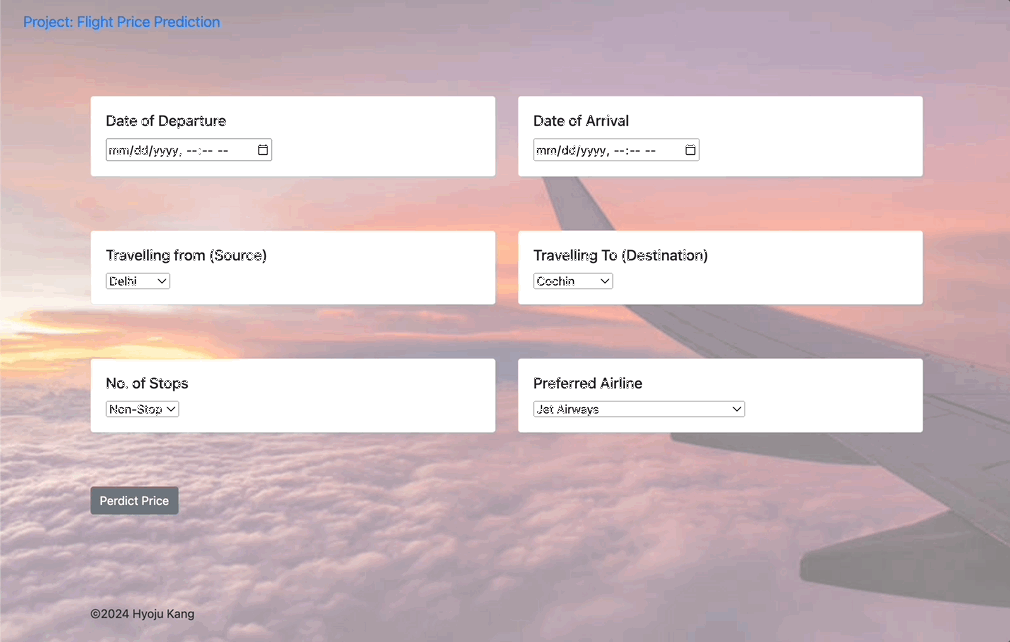 Project: Flight Price Prediction
Date of Departure
mm/dd/yyyy, --:-- --
Date of Arrival
mm/dd/yyyy, --:-- --
Travelling from (Source)
Delhi
Travelling To (Destination)
Cochin
No. of Stops
Non-Stop
Preferred Airline
Jet Airways
Perdict Price
©2024 Hyoju Kang